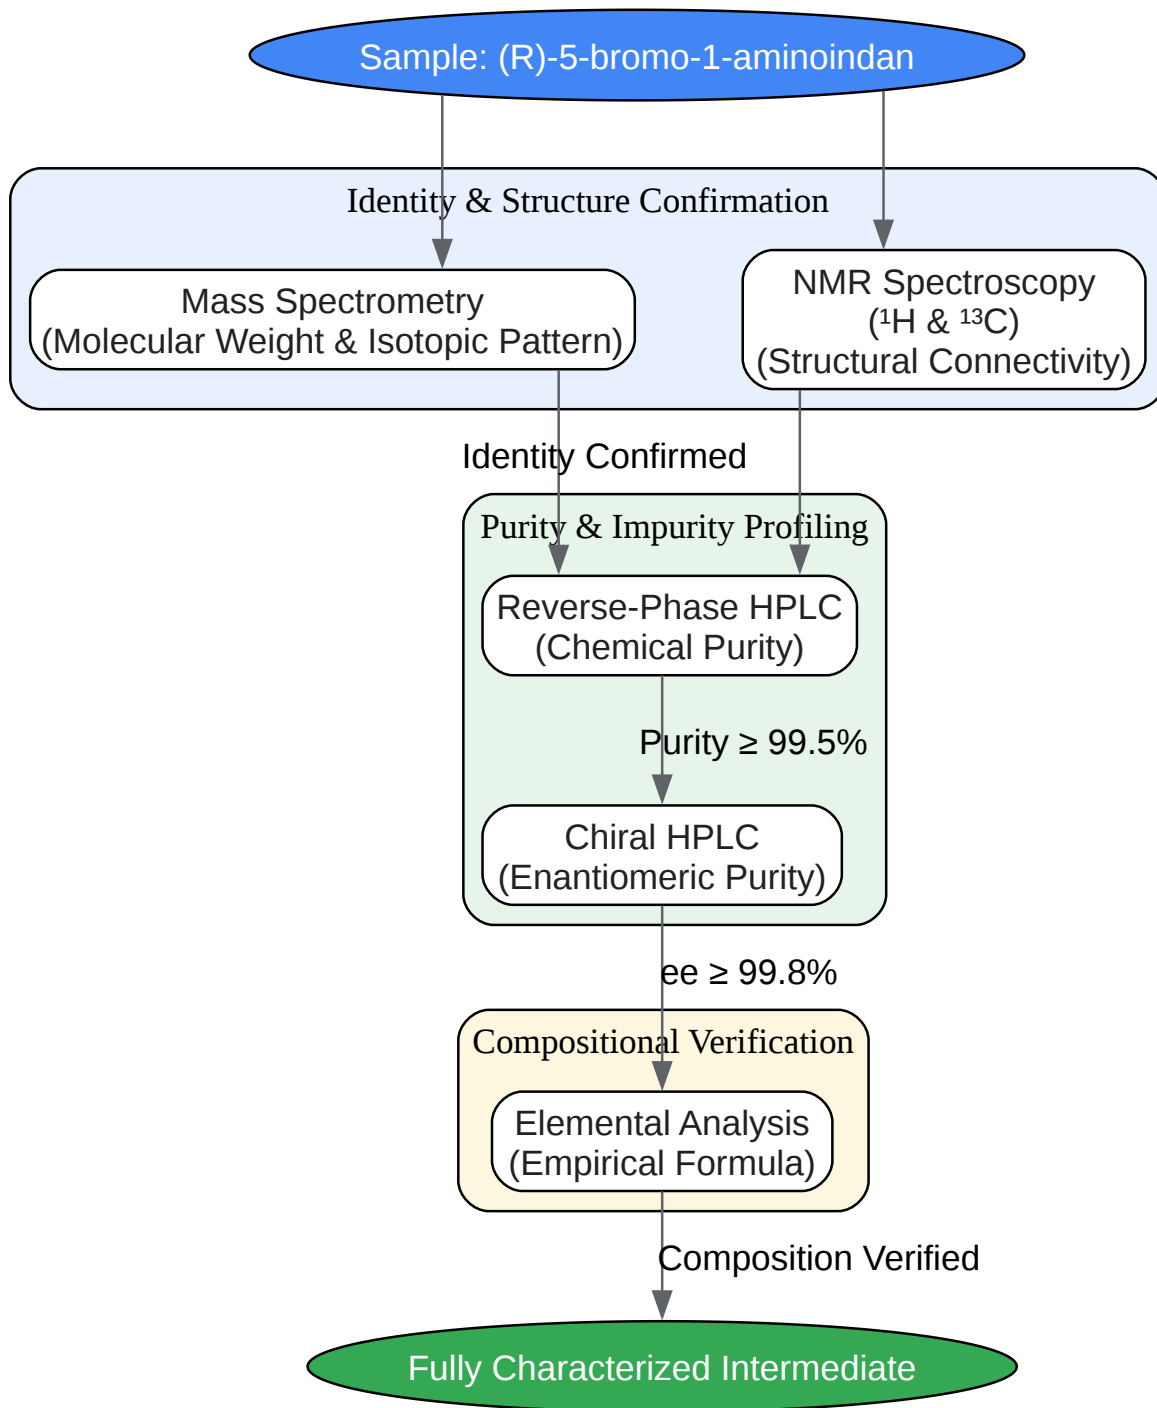 Sample: (R)-5-bromo-1-aminoindan
Identity & Structure Confirmation
Mass Spectrometry
(Molecular Weight & Isotopic Pattern)
NMR Spectroscopy
(¹H & ¹³C)
(Structural Connectivity)
Identity Confirmed
Purity & Impurity Profiling
Reverse-Phase HPLC
(Chemical Purity)
Purity ≥ 99.5%
Chiral HPLC
(Enantiomeric Purity)
ee ≥ 99.8%
Compositional Verification
Elemental Analysis
(Empirical Formula)
Composition Verified
Fully Characterized Intermediate